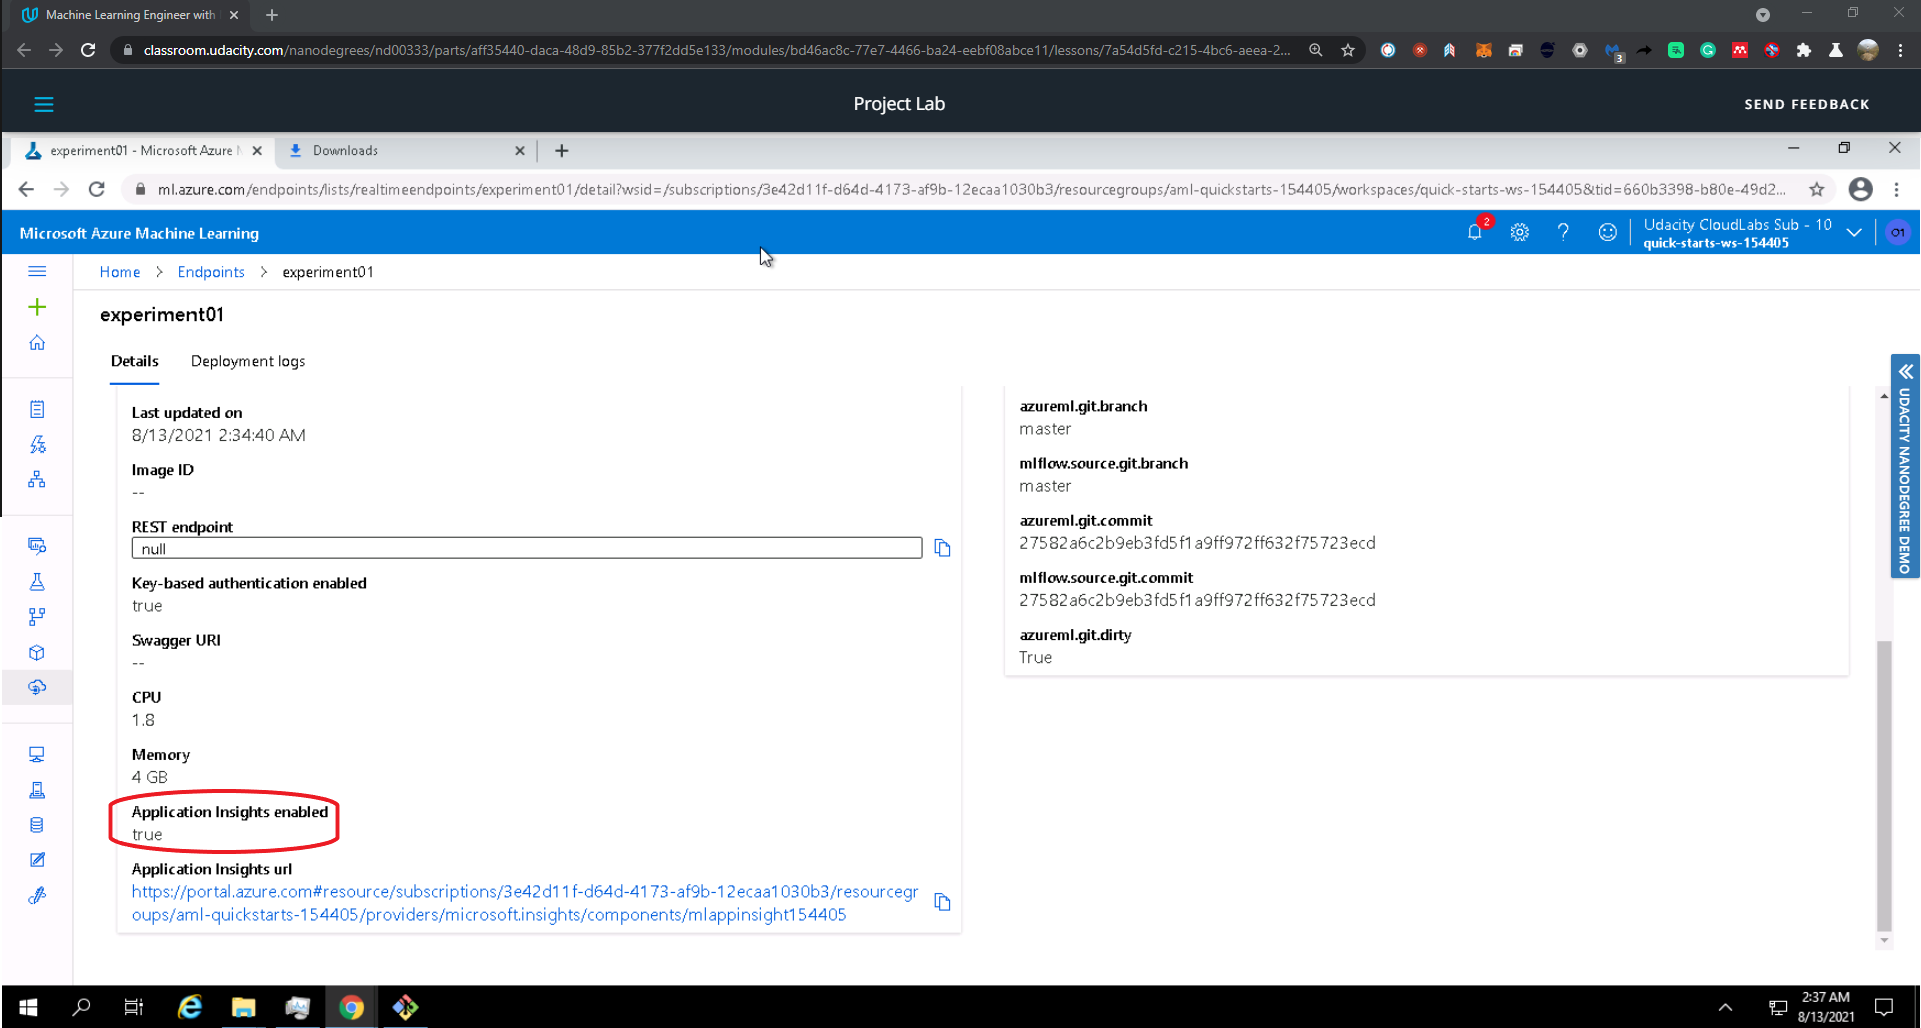 Machine Learning Engineer with
classroom.udacity.com/nanodegrees/nd00333/parts/aff35440-daca-48d9-85b2-377f2dd5e133/modules/bd46ac8c-77e7-4466-ba24-eebf08abce11/lessons/7a54d5fd-c215-4bc6-aeea-2...
3
Project Lab
SEND FEEDBACK
experiment01 - Microsoft Azure
Downloads
ml.azure.com/endpoints/lists/realtimeendpoints/experiment01/detail?wsid=/subscriptions/3e42d11f-d64d-4173-af9b-12ecaa1030b3/resourcegroups/aml-quickstarts-154405/workspaces/quick-starts-ws-154405&tid=660b3398-b80e-49d2...
Microsoft Azure Machine Learning
2
Udacity CloudLabs Sub - 10
quick-starts-ws-154405
O1
Home > Endpoints > experiment01
experiment01
Details
Deployment logs
Last updated on
8/13/2021 2:34:40 AM
Image ID
--
REST endpoint
null
Key-based authentication enabled
true
Swagger URI
--
CPU
1.8
Memory
4 GB
Application Insights enabled
true
Application Insights url
https://portal.azure.com#resource/subscriptions/3e42d11f-d64d-4173-af9b-12ecaa1030b3/resourcegr
oups/aml-quickstarts-154405/providers/microsoft.insights/components/mlappinsight154405
azureml.git.branch
master
mlflow.source.git.branch
master
azureml.git.commit
27582a6c2b9eb3fd5f1a9ff972ff632f75723ecd
mlflow.source.git.commit
27582a6c2b9eb3fd5f1a9ff972ff632f75723ecd
azureml.git.dirty
True
UDACITY NANODEGREE DEMO
2:37 AM
8/13/2021